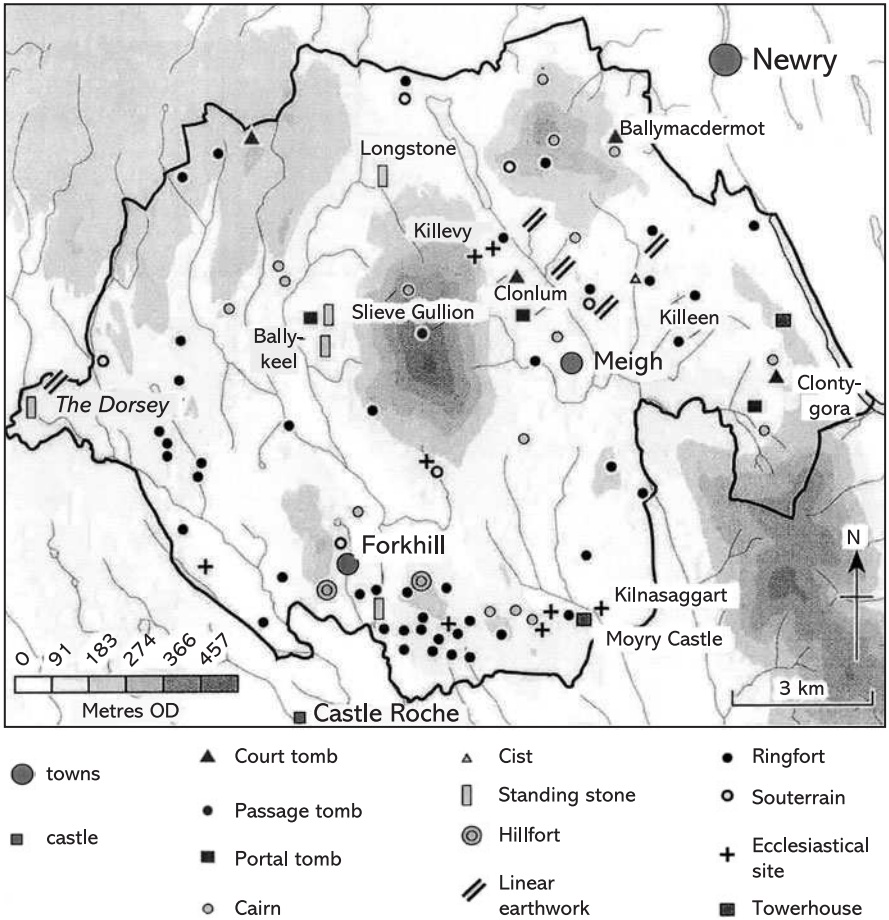 Newry
Ballymacdermot
Longstone
Killevy
Clonlum
Slieve Gullion
Killeen
Bally-
keel
Meigh
The Dorsey
Clonty-
gora
Forkhill
N
Kilnasaggart
Moyry Castle
0 91 183 274 366 457
Metres OD
3 km
Castle Roche
towns
castle
Court tomb
Passage tomb
Portal tomb
Cairn
Cist
Standing stone
Hillfort
Linear
earthwork
Ringfort
Souterrain
Ecclesiastical
site
Towerhouse